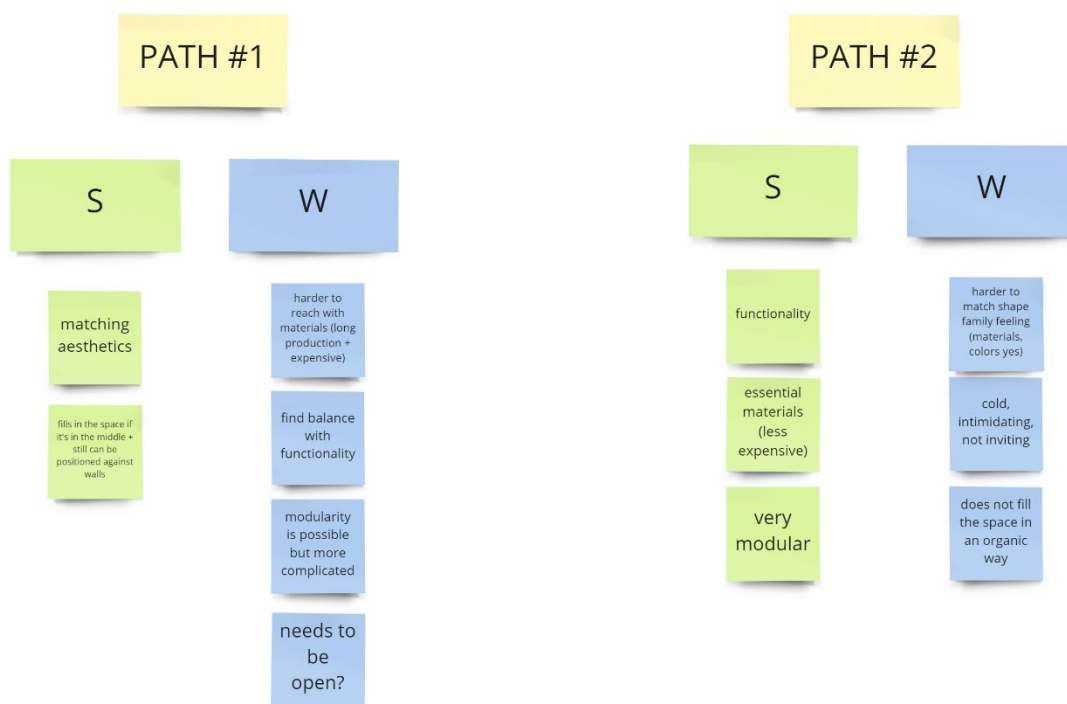 PATH #1
S
matching
aesthetics
fills in the space if
it's in the middle +
still can be
positioned against
walls
W
harder to
reach with
materials (long
production +
expensive)
find balance
with
functionality
modularity
is possible
but more
complicated
needs to
be
open?
PATH #2
S
functionality
essential
materials
(less
expensive)
very
modular
W
harder to
match shape
family feeling
(materials,
colors yes)
cold,
intimidating,
not inviting
does not fill
the space in
an organic
way